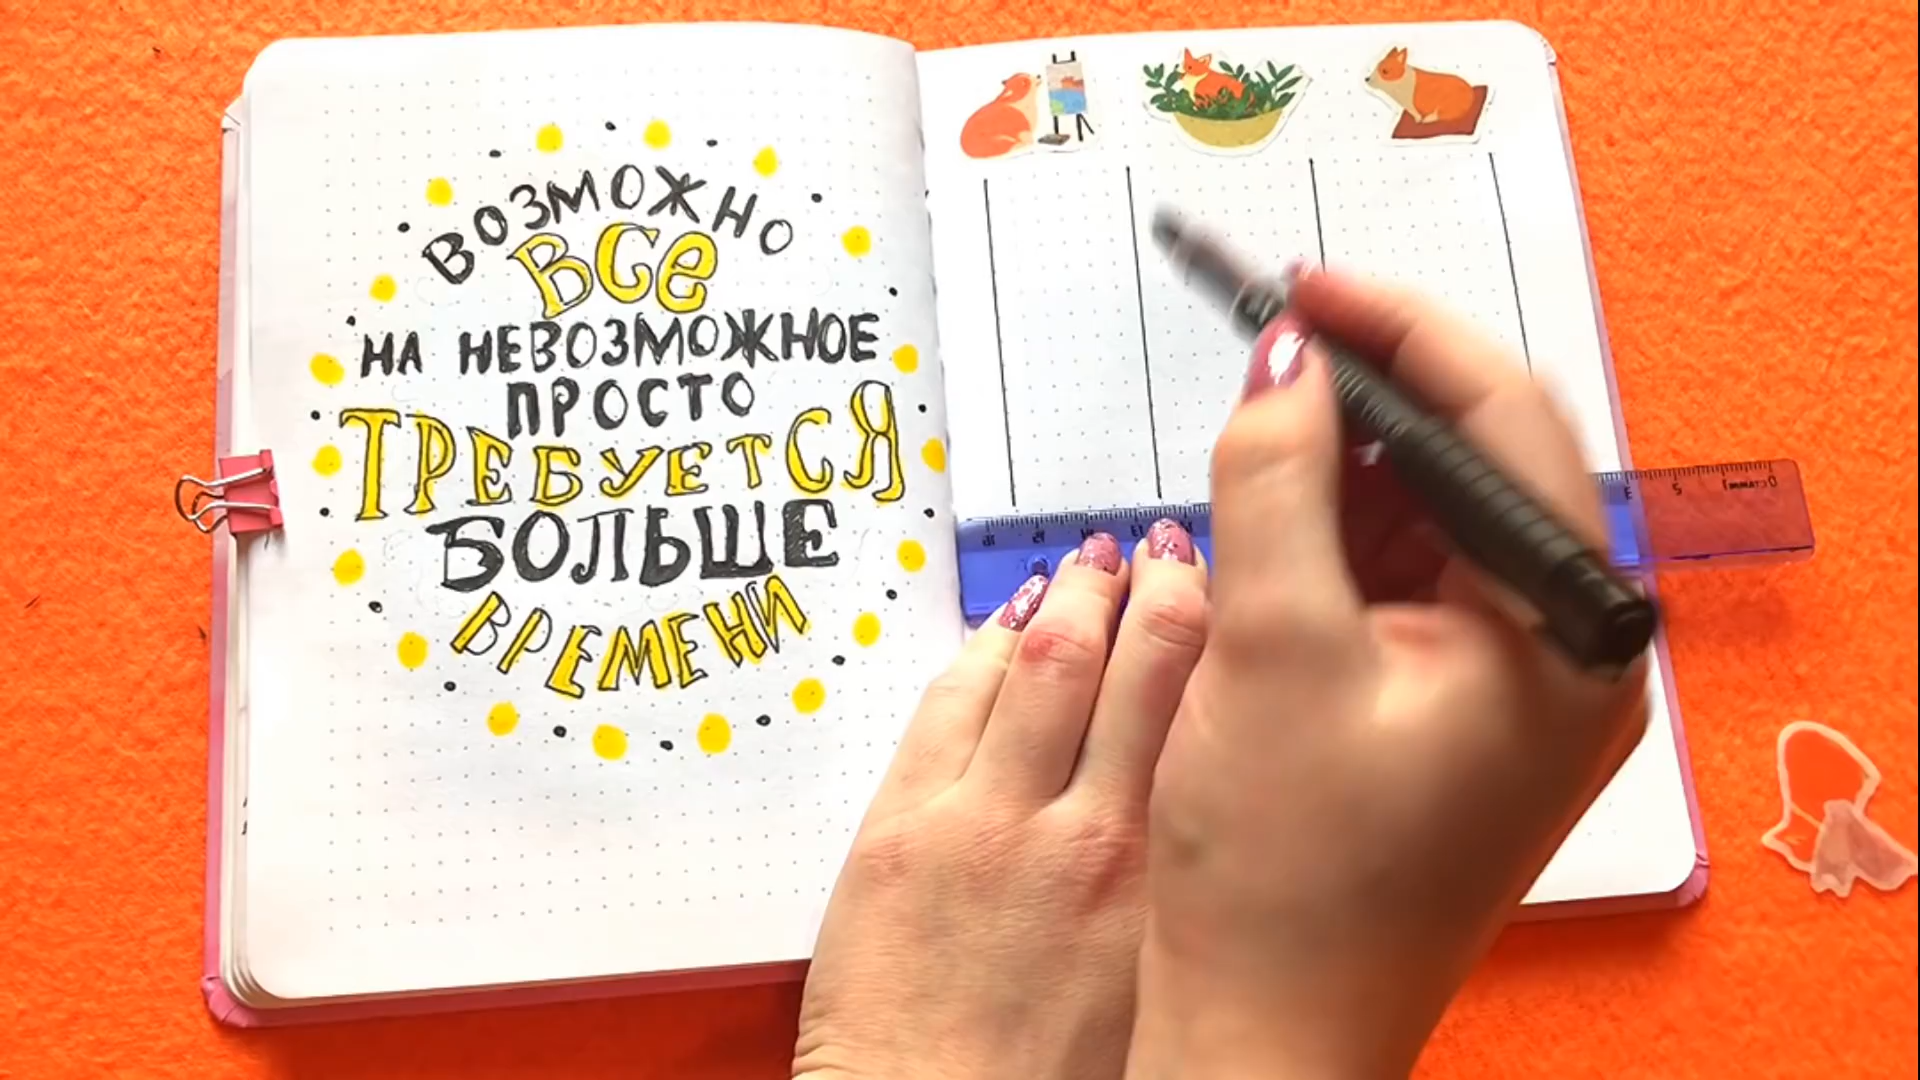 ВОЗМОЖНО
ВСЕ
НА НЕВОЗМОЖНОЕ
ПРОСТО
ТРЕБУЕТСЯ
БОЛЬШЕ
ВРЕМЕНИ